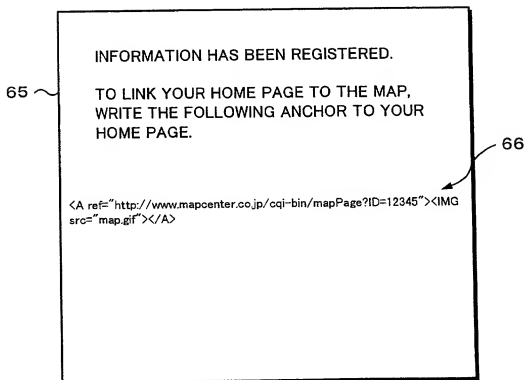 INFORMATION HAS BEEN REGISTERED.
65
TO LINK YOUR HOME PAGE TO THE MAP,
WRITE THE FOLLOWING ANCHOR TO YOUR
HOME PAGE.
66
<A ref="http://www.mapcenter.co.jp/cqi-bin/mapPage?ID=12345"><IMG
src="map.gif"></A>